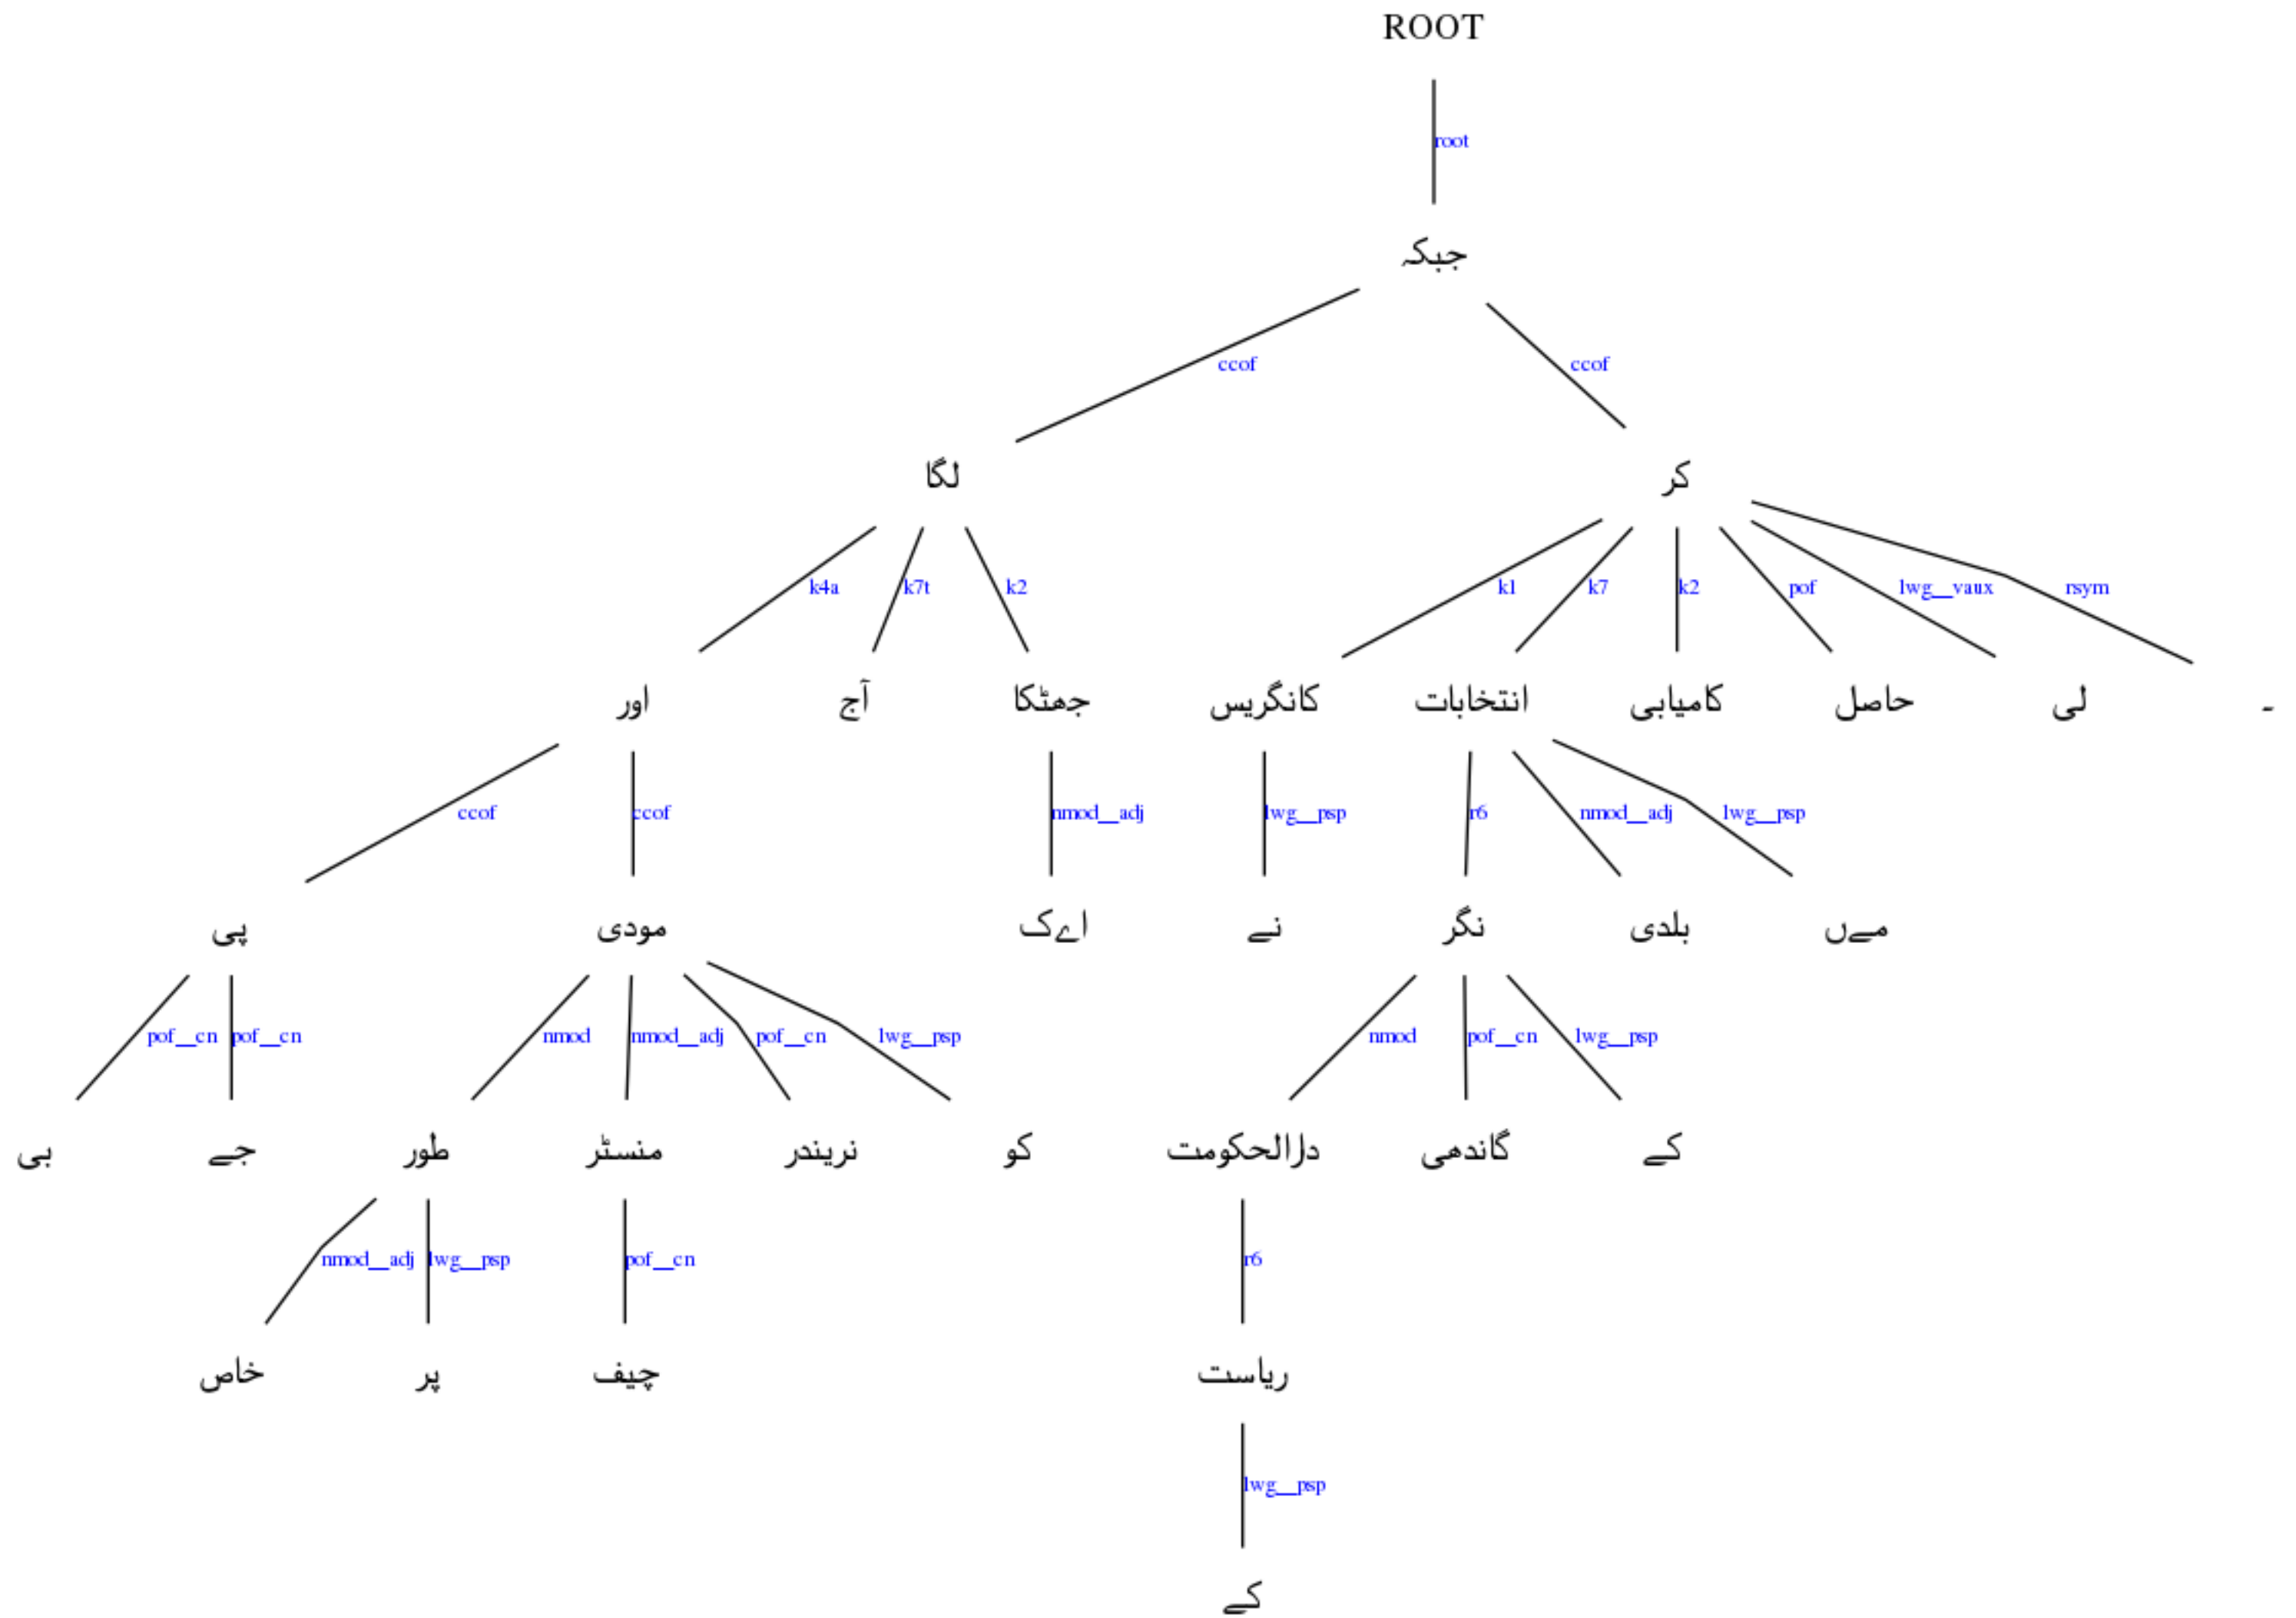 ROOT
root
جبکہ
ccof ccof
لگا کر
k4a k7t k2 k1 k7 k2 pof lwg__vaux rsym
اور آج جھٹکا کانگریس انتخابات کامیابی حاصل لی ۔
ccof ccof nmod__adj lwg__psp r6 nmod__adj lwg__psp
پی مودی اےک نے نگر بلدی مےں
pof__cn pof__cn nmod nmod__adj pof__cn lwg__psp nmod pof__cn lwg__psp
بی جے طور منسٹر نریندر کو دارالحکومت گاندھی کے
nmod__adj lwg__psp pof__cn r6
خاص پر چیف ریاست
lwg__psp
کے